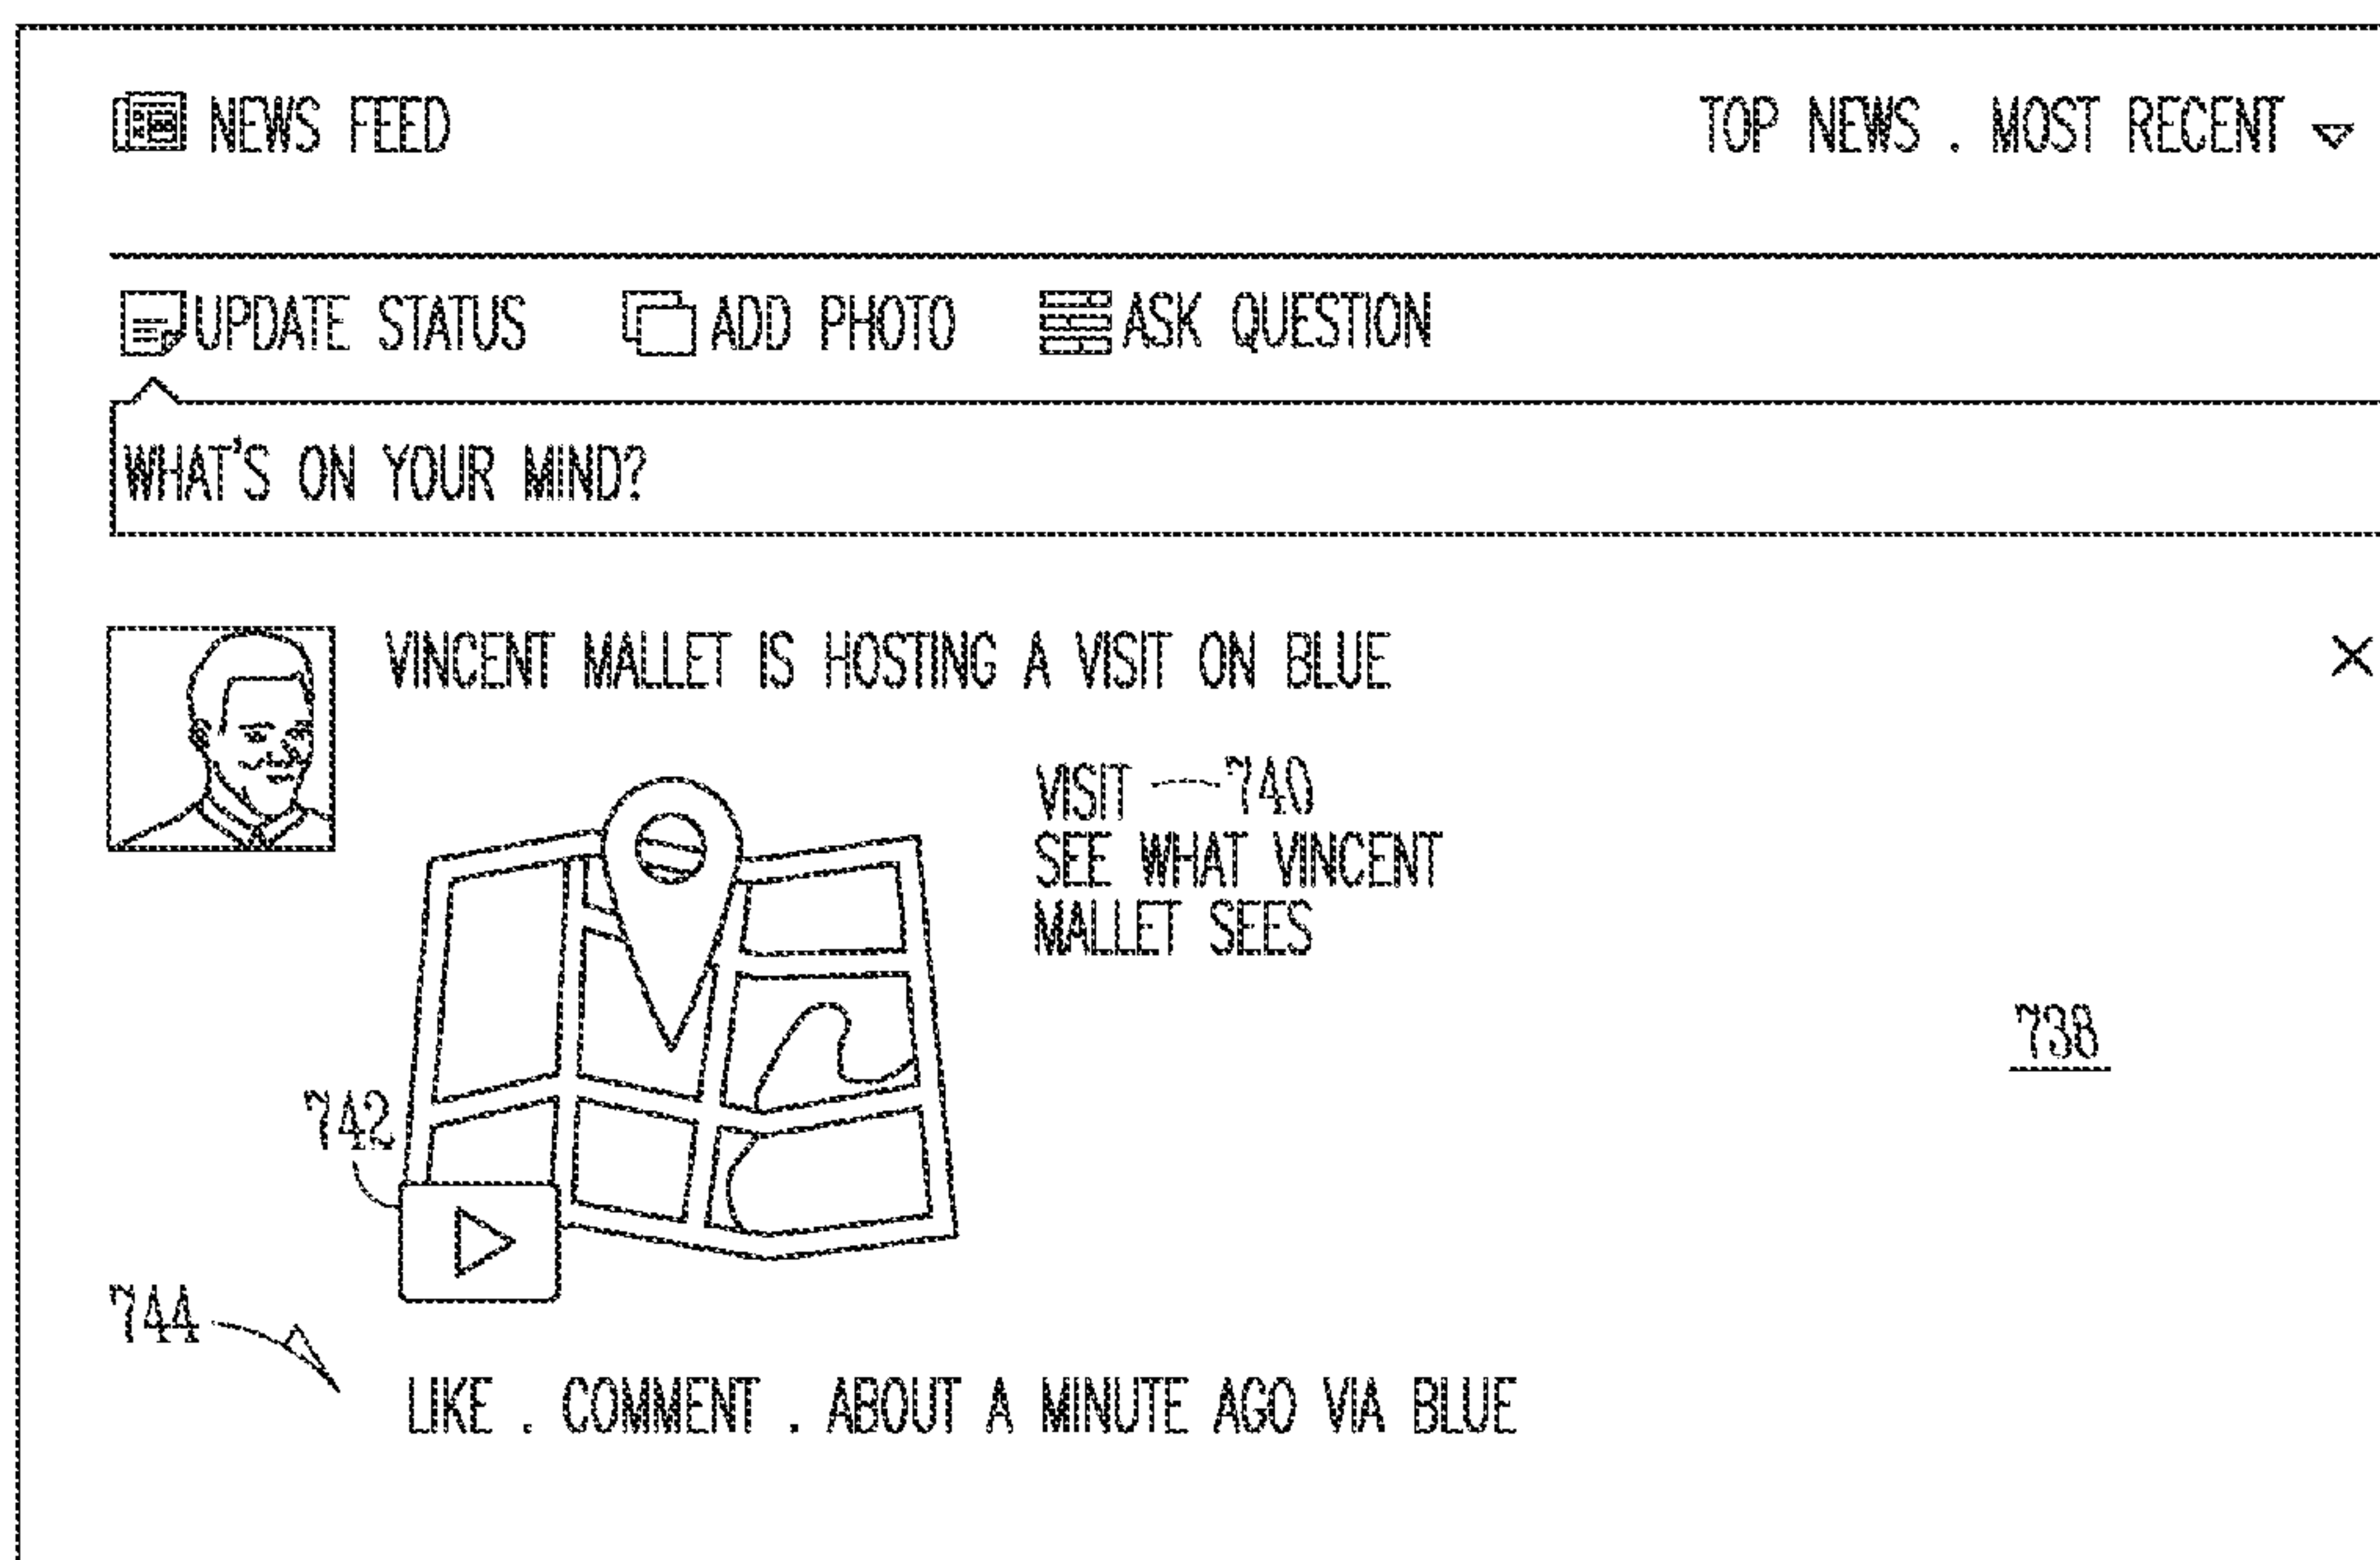 NEWS FEED
TOP NEWS . MOST RECENT
UPDATE STATUS
ADD PHOTO
ASK QUESTION
WHAT'S ON YOUR MIND?
VINCENT MALLET IS HOSTING A VISIT ON BLUE
VISIT 740
SEE WHAT VINCENT
MALLET SEES
738
742
744
LIKE . COMMENT . ABOUT A MINUTE AGO VIA BLUE